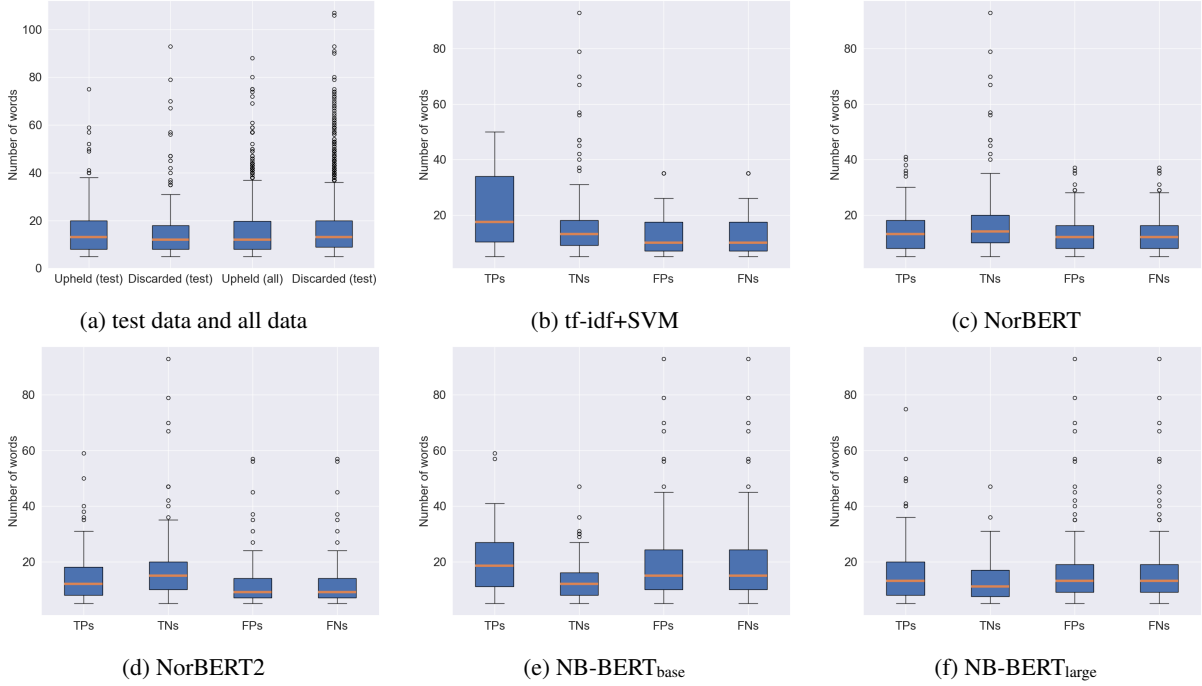 Number of words
100
80
60
40
20
0
Upheld (test) Discarded (test) Upheld (all) Discarded (test)
(a) test data and all data
Number of words
80
60
40
20
TPs TNs FPs FNs
(b) tf-idf+SVM
Number of words
80
60
40
20
TPs TNs FPs FNs
(c) NorBERT
Number of words
80
60
40
20
TPs TNs FPs FNs
(d) NorBERT2
Number of words
80
60
40
20
TPs TNs FPs FNs
(e) NB-BERTbase
Number of words
80
60
40
20
TPs TNs FPs FNs
(f) NB-BERTlarge